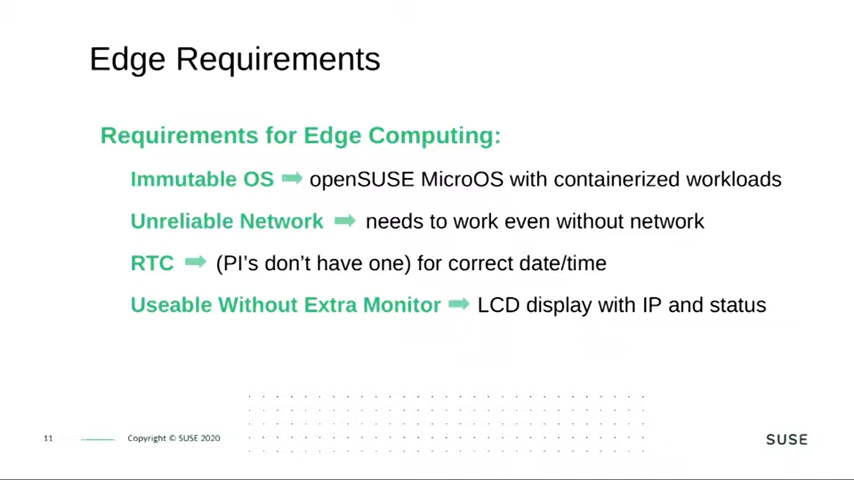 Edge Requirements
Requirements for Edge Computing:
Immutable OS ➡ openSUSE MicroOS with containerized workloads
Unreliable Network ➡ needs to work even without network
RTC ➡ (PI's don't have one) for correct date/time
Useable Without Extra Monitor ➡ LCD display with IP and status
11 Copyright © SUSE 2020 SUSE